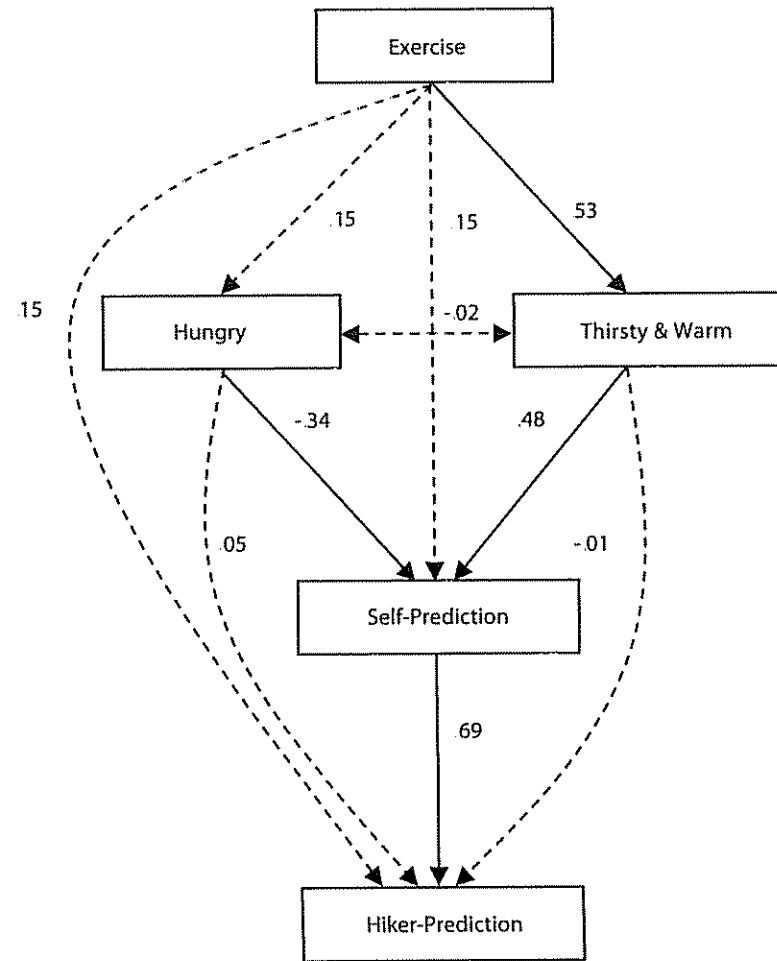 Exercise
.15
.15
53
.15
Hungry
-.02
Thirsty & Warm
-.34
.48
.05
-.01
Self-Prediction
.69
Hiker-Prediction